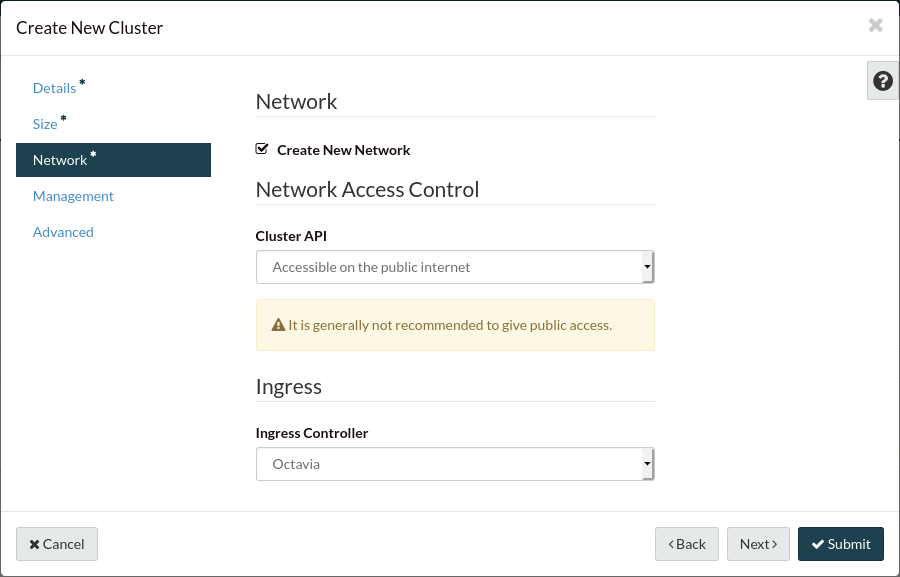 Create New Cluster
Details *
Size *
Network *
Management
Advanced
Network
Create New Network
Network Access Control
Cluster API
Accessible on the public internet
It is generally not recommended to give public access.
Ingress
Ingress Controller
Octavia
Cancel
Back
Next
Submit